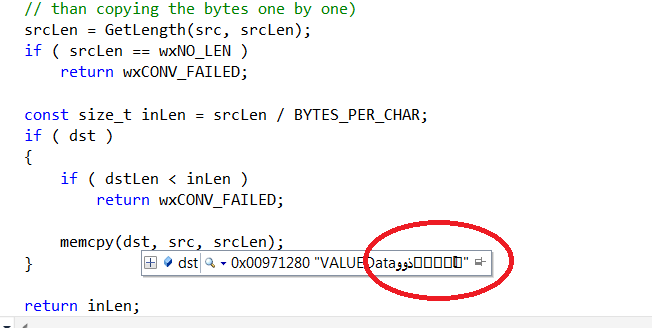 // than copying the bytes one by one)
srcLen = GetLength(src, srcLen);
if ( srcLen == wxNO_LEN )
return wxCONV_FAILED;
const size_t inLen = srcLen / BYTES_PER_CHAR;
if ( dst )
{
if ( dstLen < inLen )
return wxCONV_FAILED;
memcpy(dst, src, srcLen);
dst 0x00971280 "VALUEData
}
return inLen;